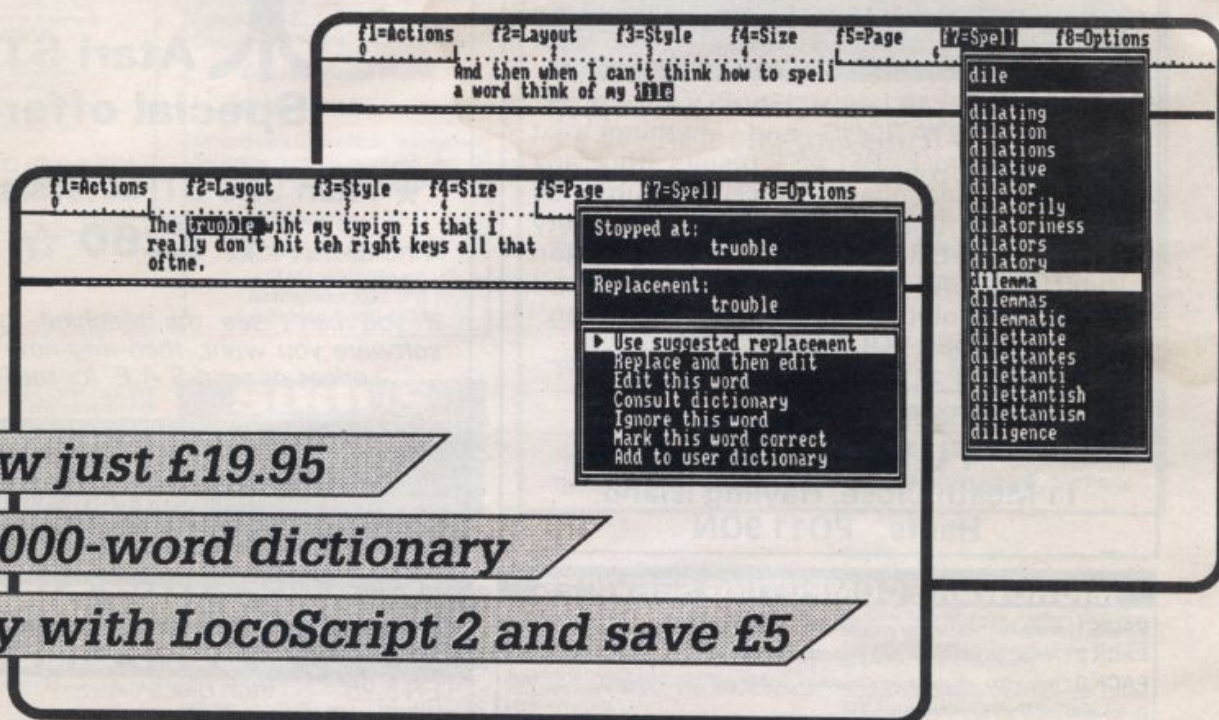 f1=Actions f2=Layout f3=Style f4=Size f5=Page f7=Spell f8=Options
And then when I can't think how to spell
a word think of my dile
dile
dilating
dilation
dilations
dilative
dilator
dilatorily
dilatoriness
dilators
dilatory
dilemma
dilemmas
dilemmatic
dilettante
dilettantes
dilettanti
dilettantish
dilettantism
diligence
f1=Actions f2=Layout f3=Style f4=Size f5=Page f7=Spell f8=Options
The truoble wiht my typign is that I
really don't hit teh right keys all that
oftne.
Stopped at:
truoble
Replacement:
trouble
Use suggested replacement
Replace and then edit
Edit this word
Consult dictionary
Ignore this word
Mark this word correct
Add to user dictionary
w just £19.95
000-word dictionary
y with LocoScript 2 and save £5